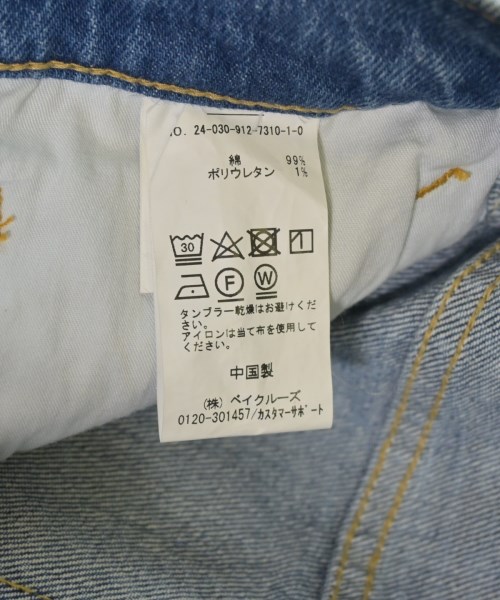 NO. 24-030-912-7310-1-0
綿 99%
ポリウレタン 1%
30
F W
タンブラー乾燥はお避けくだ
さい。
アイロンは当て布を使用して
ください。
中国製
(株) ベイクルーズ
0120-301457/カスタマーサポート